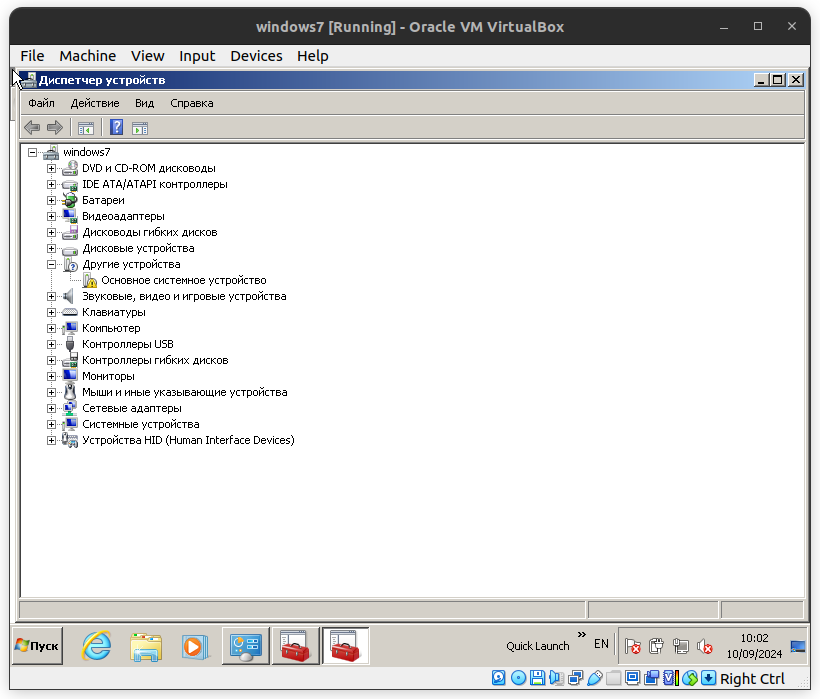 windows7 [Running] - Oracle VM VirtualBox
File Machine View Input Devices Help
Диспетчер устройств
Файл Действие Вид Справка
windows7
DVD и CD-ROM дисководы
IDE ATA/ATAPI контроллеры
Батареи
Видеоадаптеры
Дисководы гибких дисков
Дисковые устройства
Другие устройства
Основное системное устройство
Звуковые, видео и игровые устройства
Клавиатуры
Компьютер
Контроллеры USB
Контроллеры гибких дисков
Мониторы
Мыши и иные указывающие устройства
Сетевые адаптеры
Системные устройства
Устройства HID (Human Interface Devices)
Пуск
Quick Launch
EN
10:02
10/09/2024
Right Ctrl